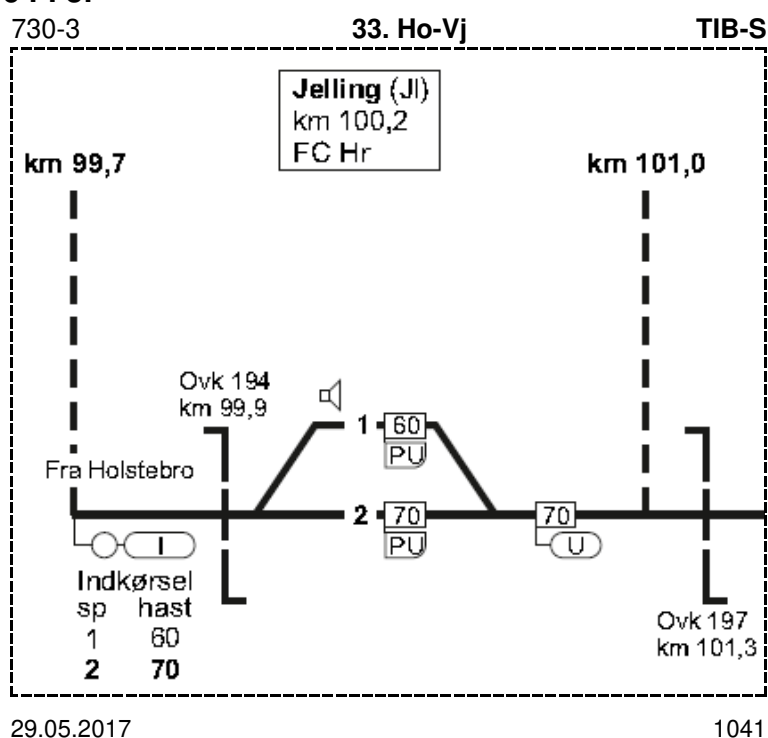 730-3 33. Ho-Vj TIB-S
Jelling (Jl)
km 100,2
FC Hr
km 99,7
km 101,0
Ovk 194
km 99,9
1 60
PU
Fra Holstebro
2 70 70
PU U
I
Indkørsel
sp hast
1 60
2 70
Ovk 197
km 101,3
29.05.2017 1041